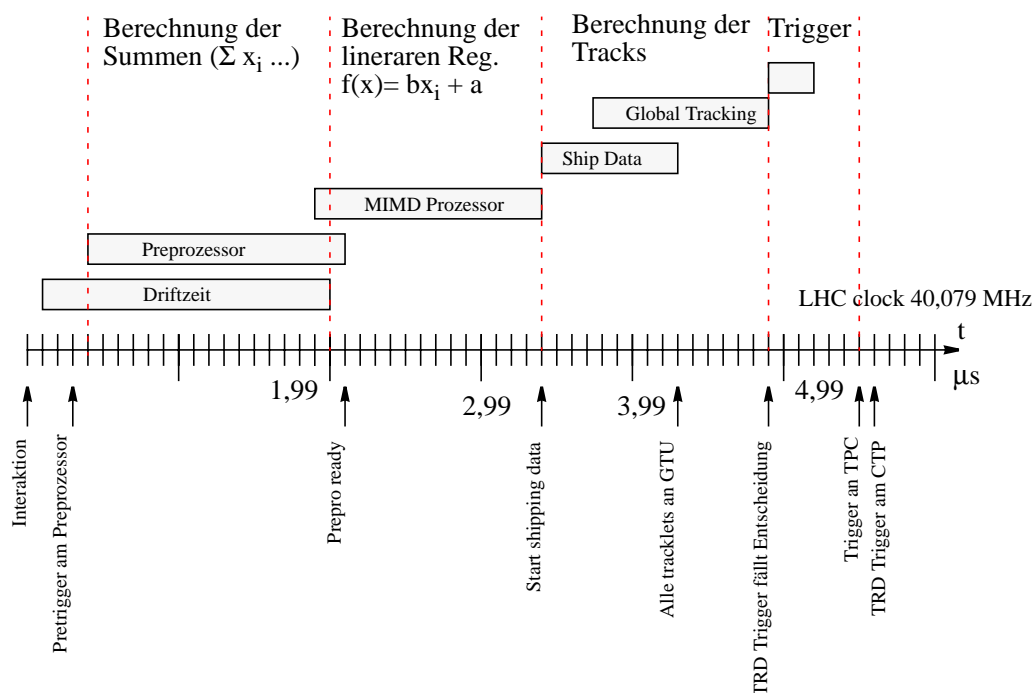 Berechnung der
Summen (Σ xi ...)
Berechnung der
lineraren Reg.
f(x)= bxi + a
Berechnung der
Tracks
Trigger
Global Tracking
Ship Data
MIMD Prozessor
Preprozessor
Driftzeit
LHC clock 40,079 MHz
t
μs
1,99
2,99
3,99
4,99
Interaktion
Pretrigger am Preprozessor
Prepro ready
Start shipping data
Alle tracklets an GTU
TRD Trigger fällt Entscheidung
Trigger an TPC
TRD Trigger am CTP